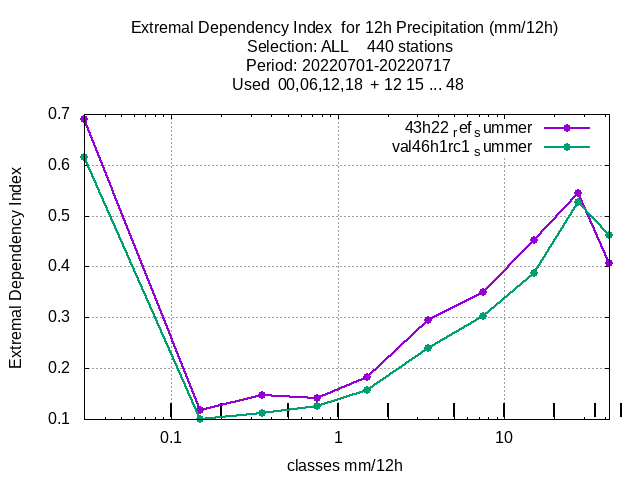 Extremal Dependency Index  for 12h Precipitation (mm/12h)
Selection: ALL    440 stations
Period: 20220701-20220717
Used  00,06,12,18  + 12 15 ... 48
43h22 ref summer
val46h1rc1 summer
Extremal Dependency Index
0.7
0.6
0.5
0.4
0.3
0.2
0.1
0.1
1
10
classes mm/12h